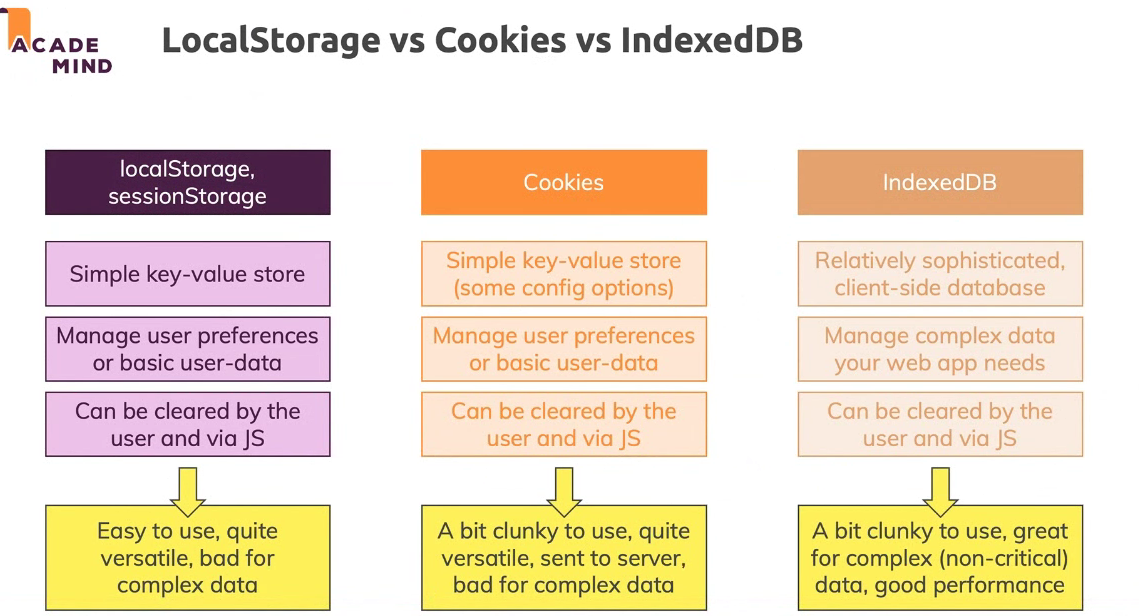 ACADE
MIND
LocalStorage vs Cookies vs IndexedDB
localStorage,
sessionStorage
Simple key-value store
Manage user preferences
or basic user-data
Can be cleared by the
user and via JS
Easy to use, quite
versatile, bad for
complex data
Cookies
Simple key-value store
(some config options)
Manage user preferences
or basic user-data
Can be cleared by the
user and via JS
A bit clunky to use, quite
versatile, sent to server,
bad for complex data
IndexedDB
Relatively sophisticated,
client-side database
Manage complex data
your web app needs
Can be cleared by the
user and via JS
A bit clunky to use, great
for complex (non-critical)
data, good performance